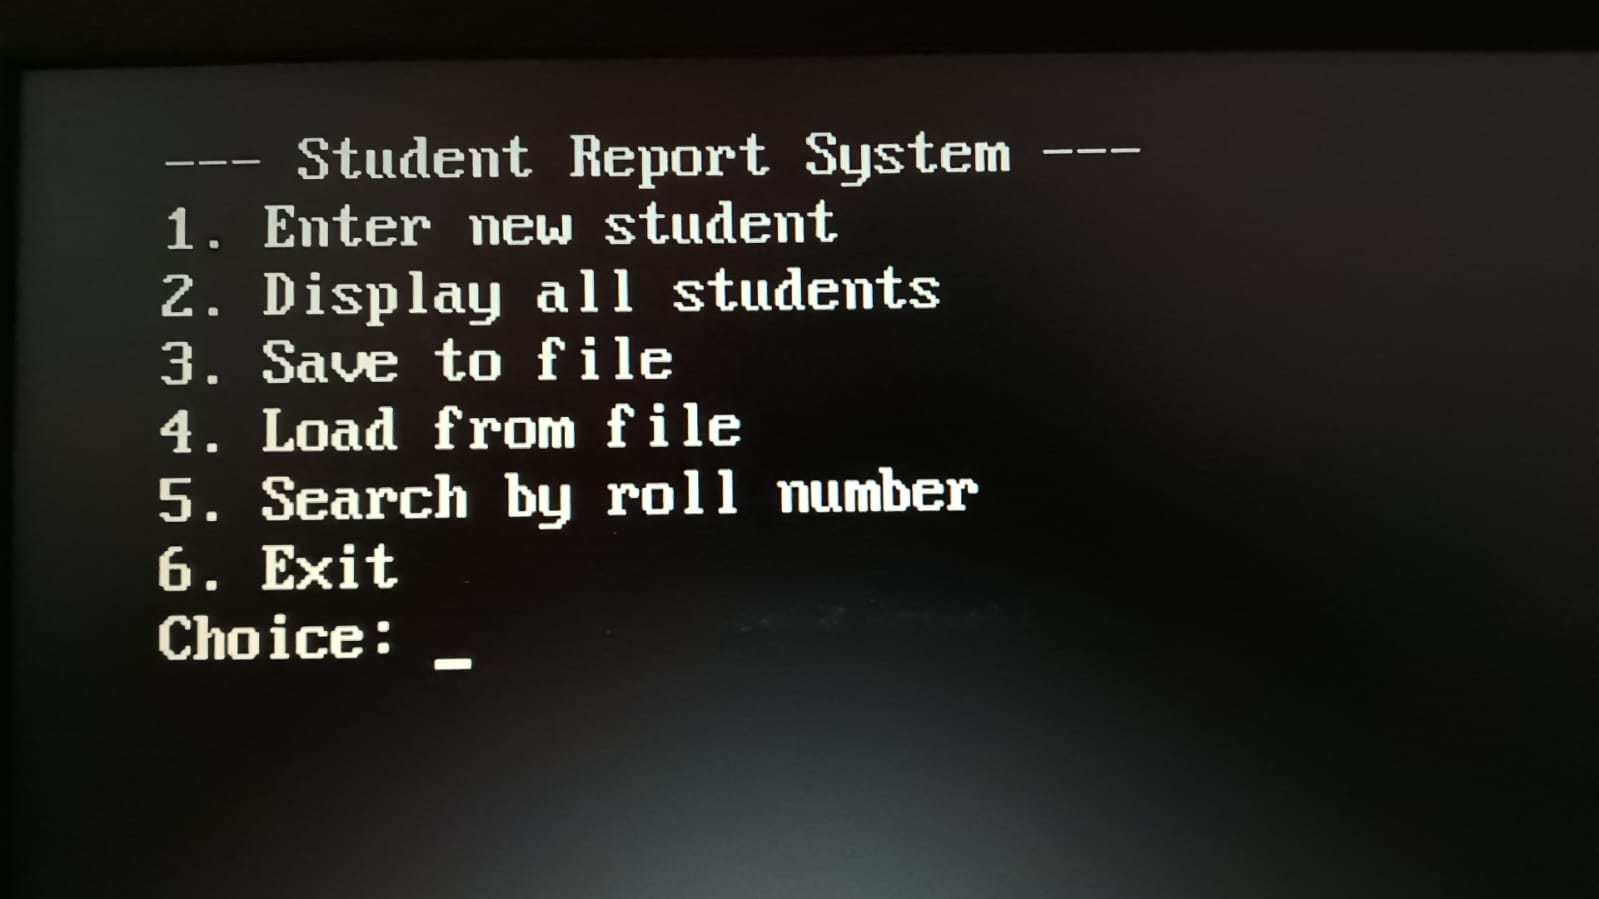 --- Student Report System ---
1. Enter new student
2. Display all students
3. Save to file
4. Load from file
5. Search by roll number
6. Exit
Choice: _